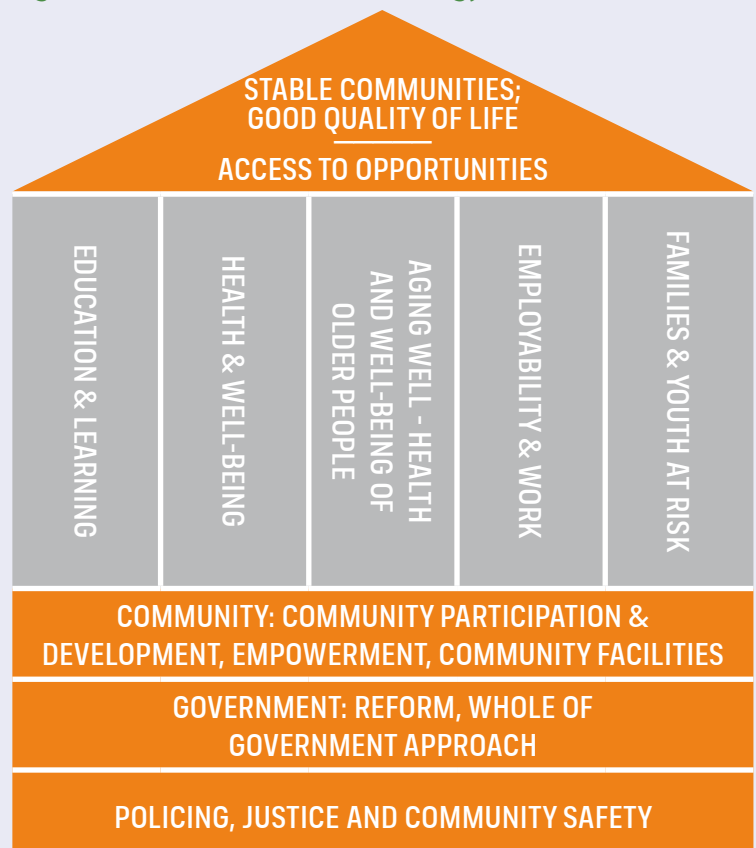 STABLE COMMUNITIES;
GOOD QUALITY OF LIFE
ACCESS TO OPPORTUNITIES
EDUCATION & LEARNING
HEALTH & WELL-BEING
AGING WELL - HEALTH
AND WELL-BEING OF
OLDER PEOPLE
EMPLOYABILITY & WORK
FAMILIES & YOUTH AT RISK
COMMUNITY: COMMUNITY PARTICIPATION &
DEVELOPMENT, EMPOWERMENT, COMMUNITY FACILITIES
GOVERNMENT: REFORM, WHOLE OF
GOVERNMENT APPROACH
POLICING, JUSTICE AND COMMUNITY SAFETY